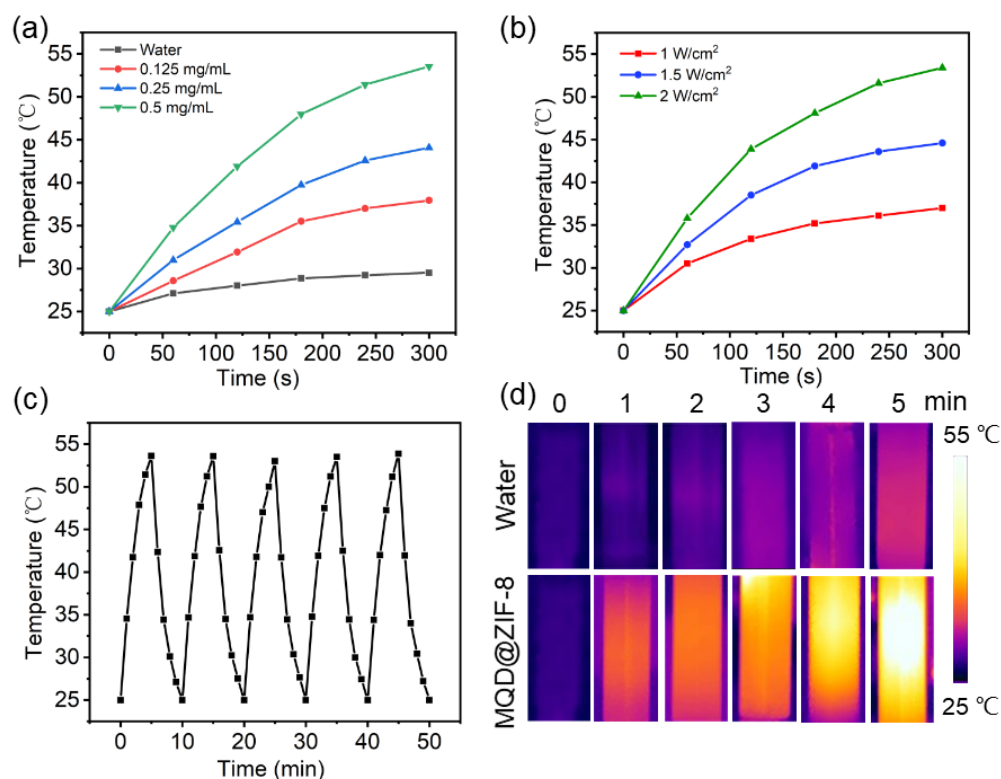 (a)
Water
0.125 mg/mL
0.25 mg/mL
0.5 mg/mL
Temperature (℃)
55
50
45
40
35
30
25
0 50 100 150 200 250 300
Time (s)
(b)
1 W/cm²
1.5 W/cm²
2 W/cm²
Temperature (℃)
55
50
45
40
35
30
25
0 50 100 150 200 250 300
Time (s)
(c)
Temperature (℃)
55
50
45
40
35
30
25
0 10 20 30 40 50
Time (min)
(d)
0 1 2 3 4 5 min
Water
MQD@ZIF-8
55 ℃
25 ℃